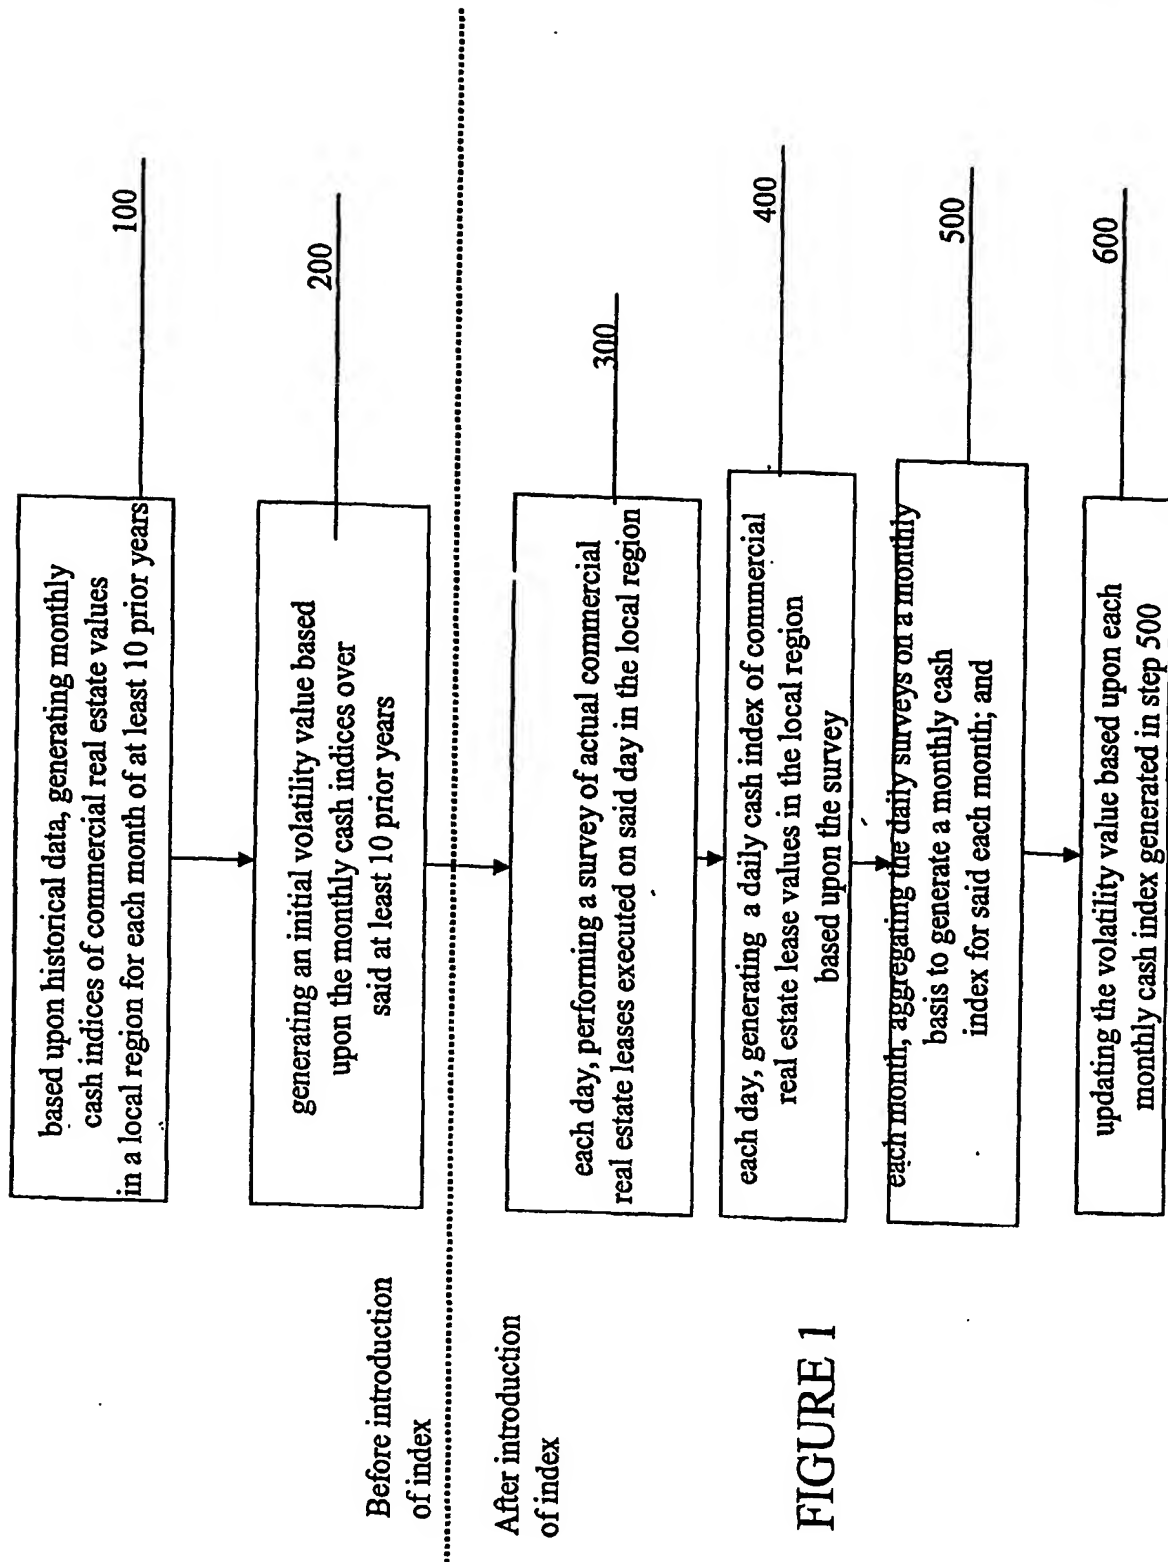 100
based upon historical data, generating monthly
cash indices of commercial real estate values
in a local region for each month of at least 10 prior years
200
generating an initial volatility value based
upon the monthly cash indices over
said at least 10 prior years
Before introduction
of index
After introduction
of index
300
each day, performing a survey of actual commercial
real estate leases executed on said day in the local region
400
each day, generating a daily cash index of commercial
real estate lease values in the local region
based upon the survey
500
each month, aggregating the daily surveys on a monthly
basis to generate a monthly cash
index for said each month; and
600
updating the volatility value based upon each
monthly cash index generated in step 500
FIGURE 1